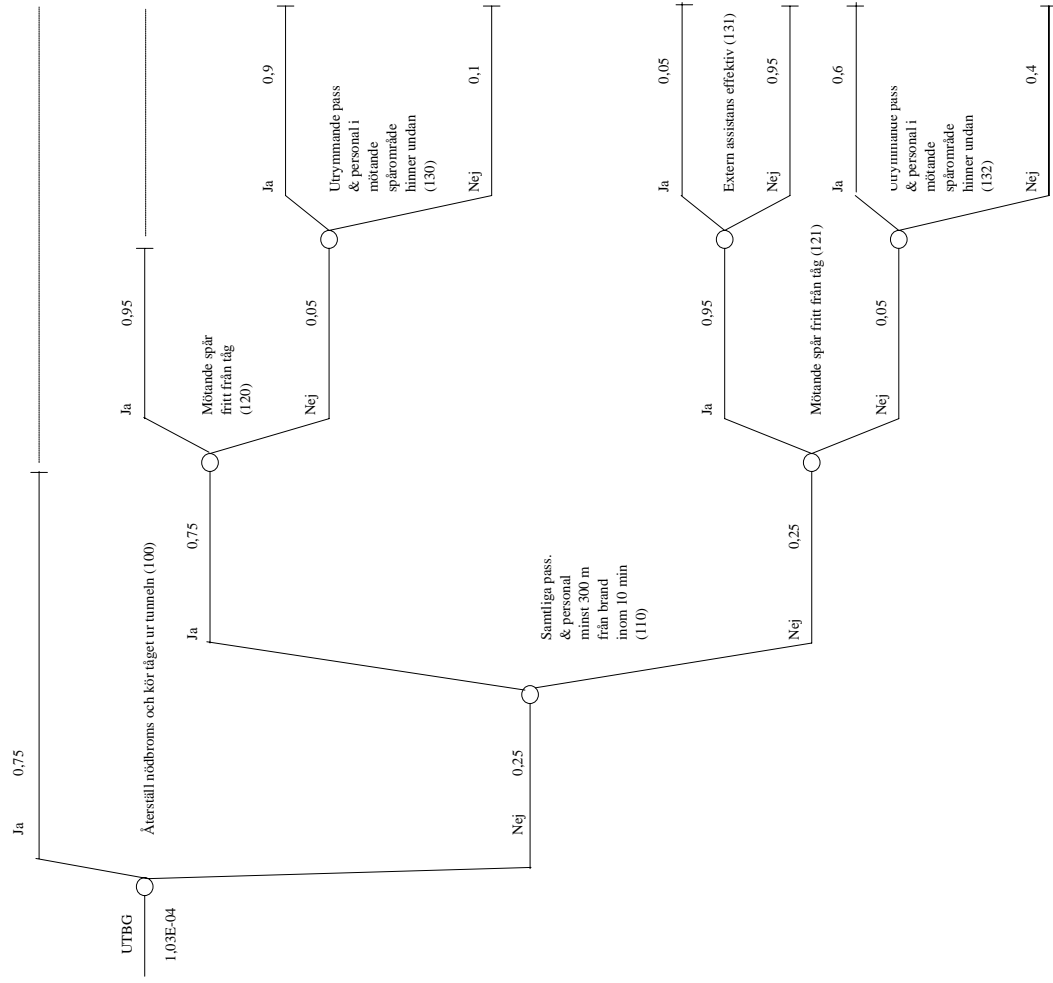 UTBG
1,03E-04
Ja
0,75
Återställ nödbroms och kör tåget ur tunneln (100)
Nej
0,25
Ja
0,75
Samtliga pass.
& personal
minst 300 m
från brand
inom 10 min
(110)
Nej
0,25
Ja
0,95
Mötande spår
fritt från tåg
(120)
Nej
0,05
Ja
0,95
Mötande spår fritt från tåg (121)
Nej
0,05
Ja
0,9
Utrymmande pass
& personal i
mötande
spårområde
hinner undan
(130)
Nej
0,1
Ja
0,05
Extern assistans effektiv (131)
Nej
0,95
Ja
0,6
Utrymmande pass
& personal i
mötande
spårområde
hinner undan
(132)
Nej
0,4